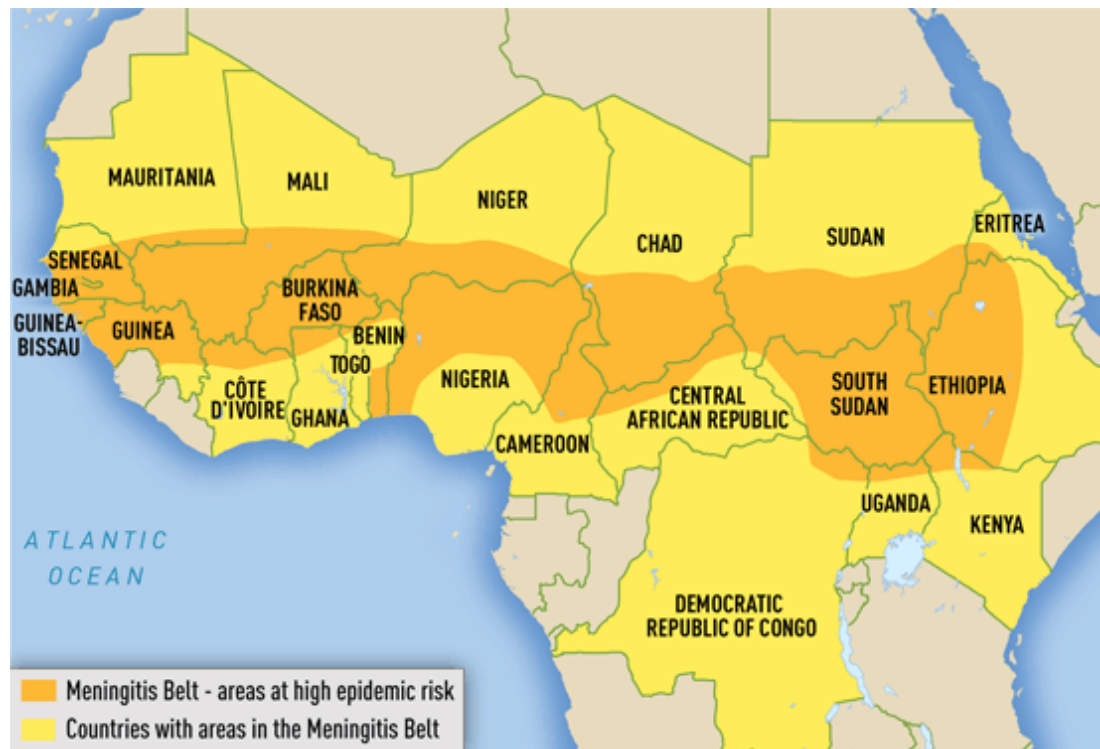 MAURITANIA
MALI
NIGER
CHAD
SUDAN
ERITREA
SENEGAL
GAMBIA
GUINEA-
BISSAU
GUINEA
BURKINA
FASO
BENIN
TOGO
CÔTE
D'IVOIRE
GHANA
NIGERIA
CAMEROON
CENTRAL
AFRICAN REPUBLIC
SOUTH
SUDAN
ETHIOPIA
UGANDA
KENYA
DEMOCRATIC
REPUBLIC OF CONGO
ATLANTIC
OCEAN
Meningitis Belt - areas at high epidemic risk
Countries with areas in the Meningitis Belt